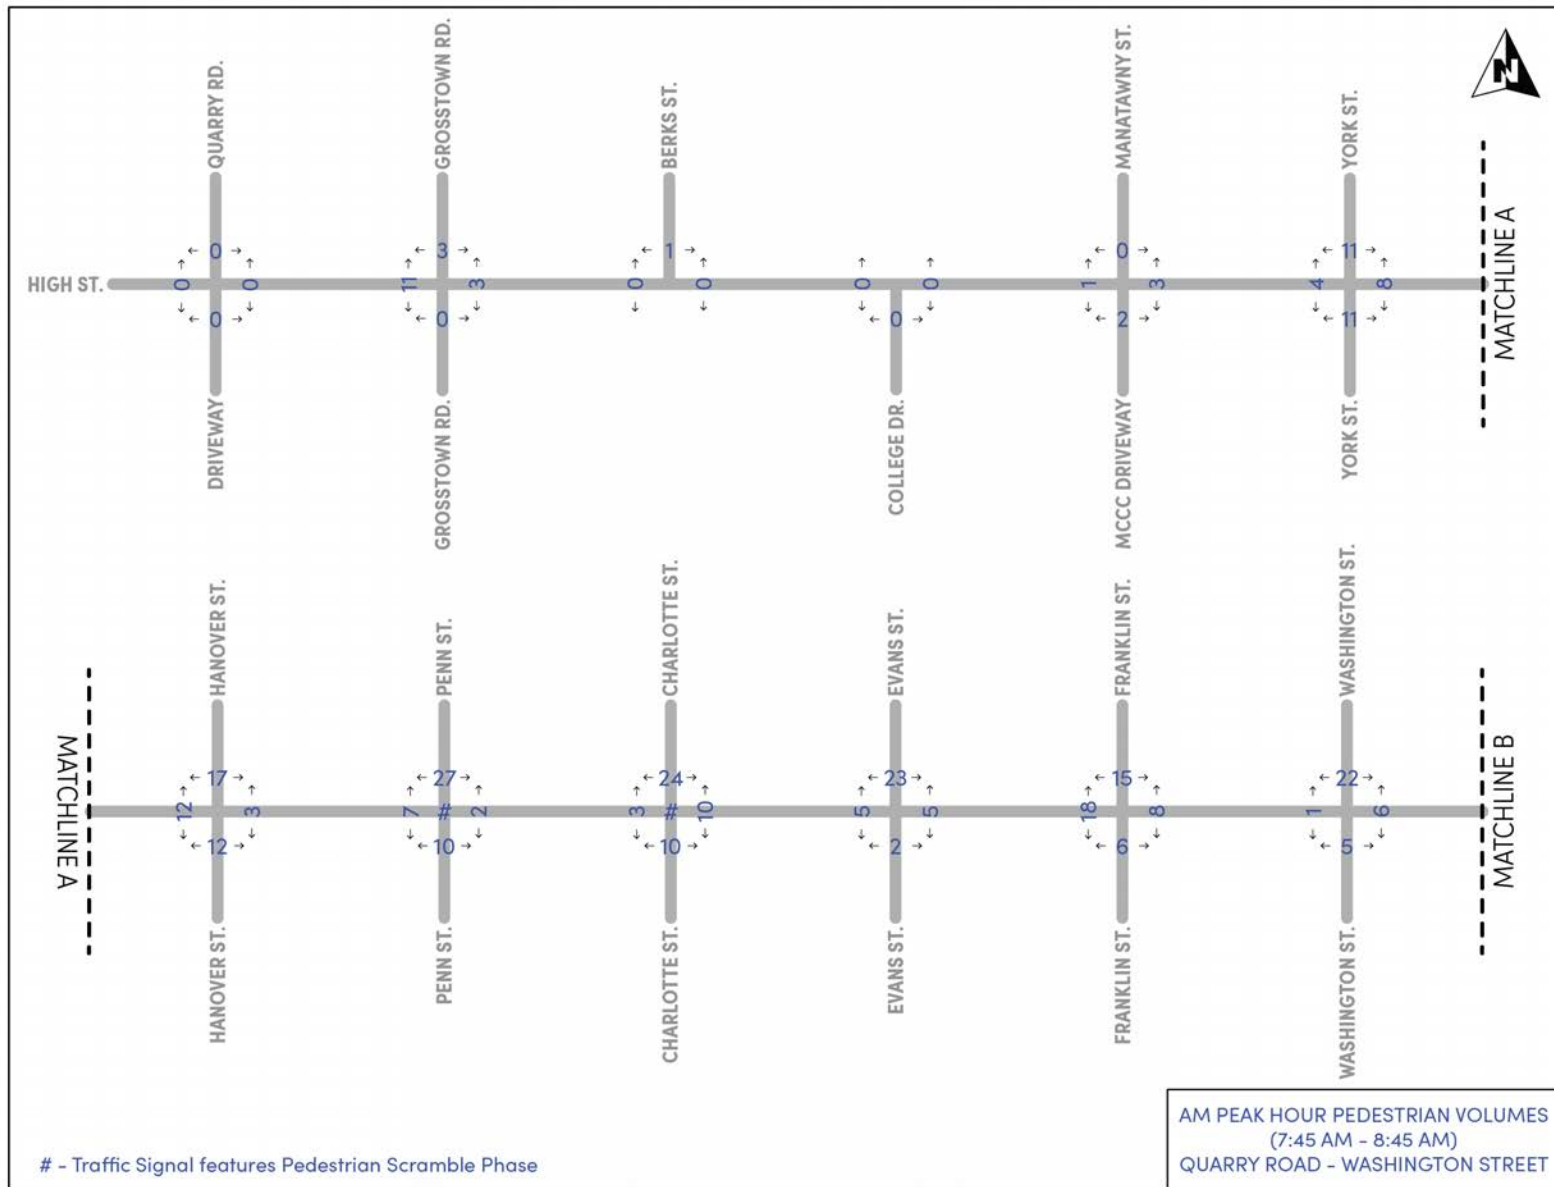 QUARRY RD.
GROSSTOWN RD.
BERKS ST.
MANATAWNY ST.
YORK ST.
N
0
3
1
0
11
HIGH ST.
0 0
11 3
0 0
0 0
1 3
4 8
MATCHLINE A
0
0
0
2
11
DRIVEWAY
GROSSTOWN RD.
COLLEGE DR.
MCCC DRIVEWAY
YORK ST.
HANOVER ST.
PENN ST.
CHARLOTTE ST.
EVANS ST.
FRANKLIN ST.
WASHINGTON ST.
17
27
24
23
15
22
MATCHLINE A
12 3
7 # 2
3 # 10
5 5
18 8
1 6
MATCHLINE B
12
10
10
2
6
5
HANOVER ST.
PENN ST.
CHARLOTTE ST.
EVANS ST.
FRANKLIN ST.
WASHINGTON ST.
# - Traffic Signal features Pedestrian Scramble Phase
AM PEAK HOUR PEDESTRIAN VOLUMES
(7:45 AM - 8:45 AM)
QUARRY ROAD - WASHINGTON STREET